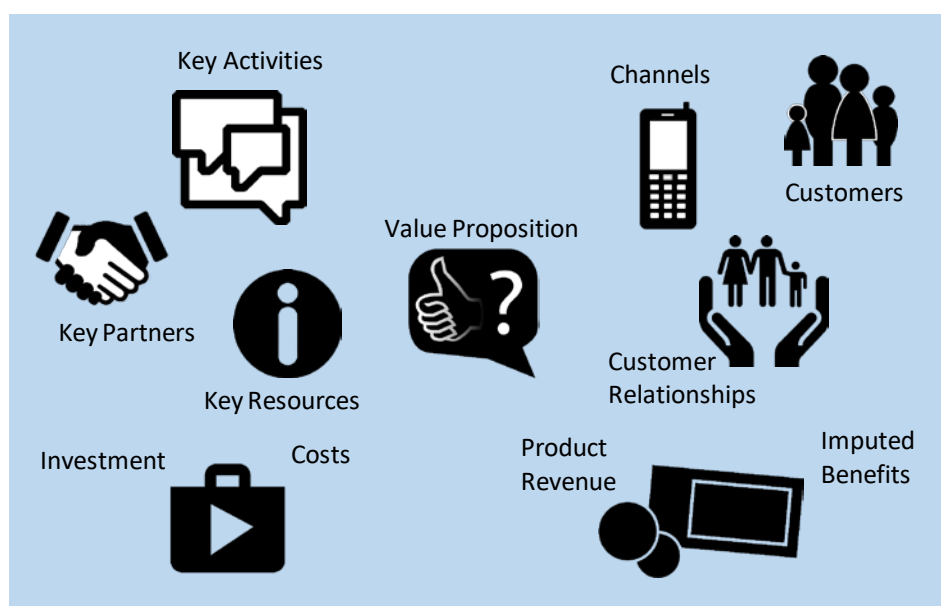 Key Activities
Channels
Customers
Value Proposition
?
Key Partners
i
Key Resources
Customer
Relationships
Investment
Costs
Product
Revenue
Imputed
Benefits